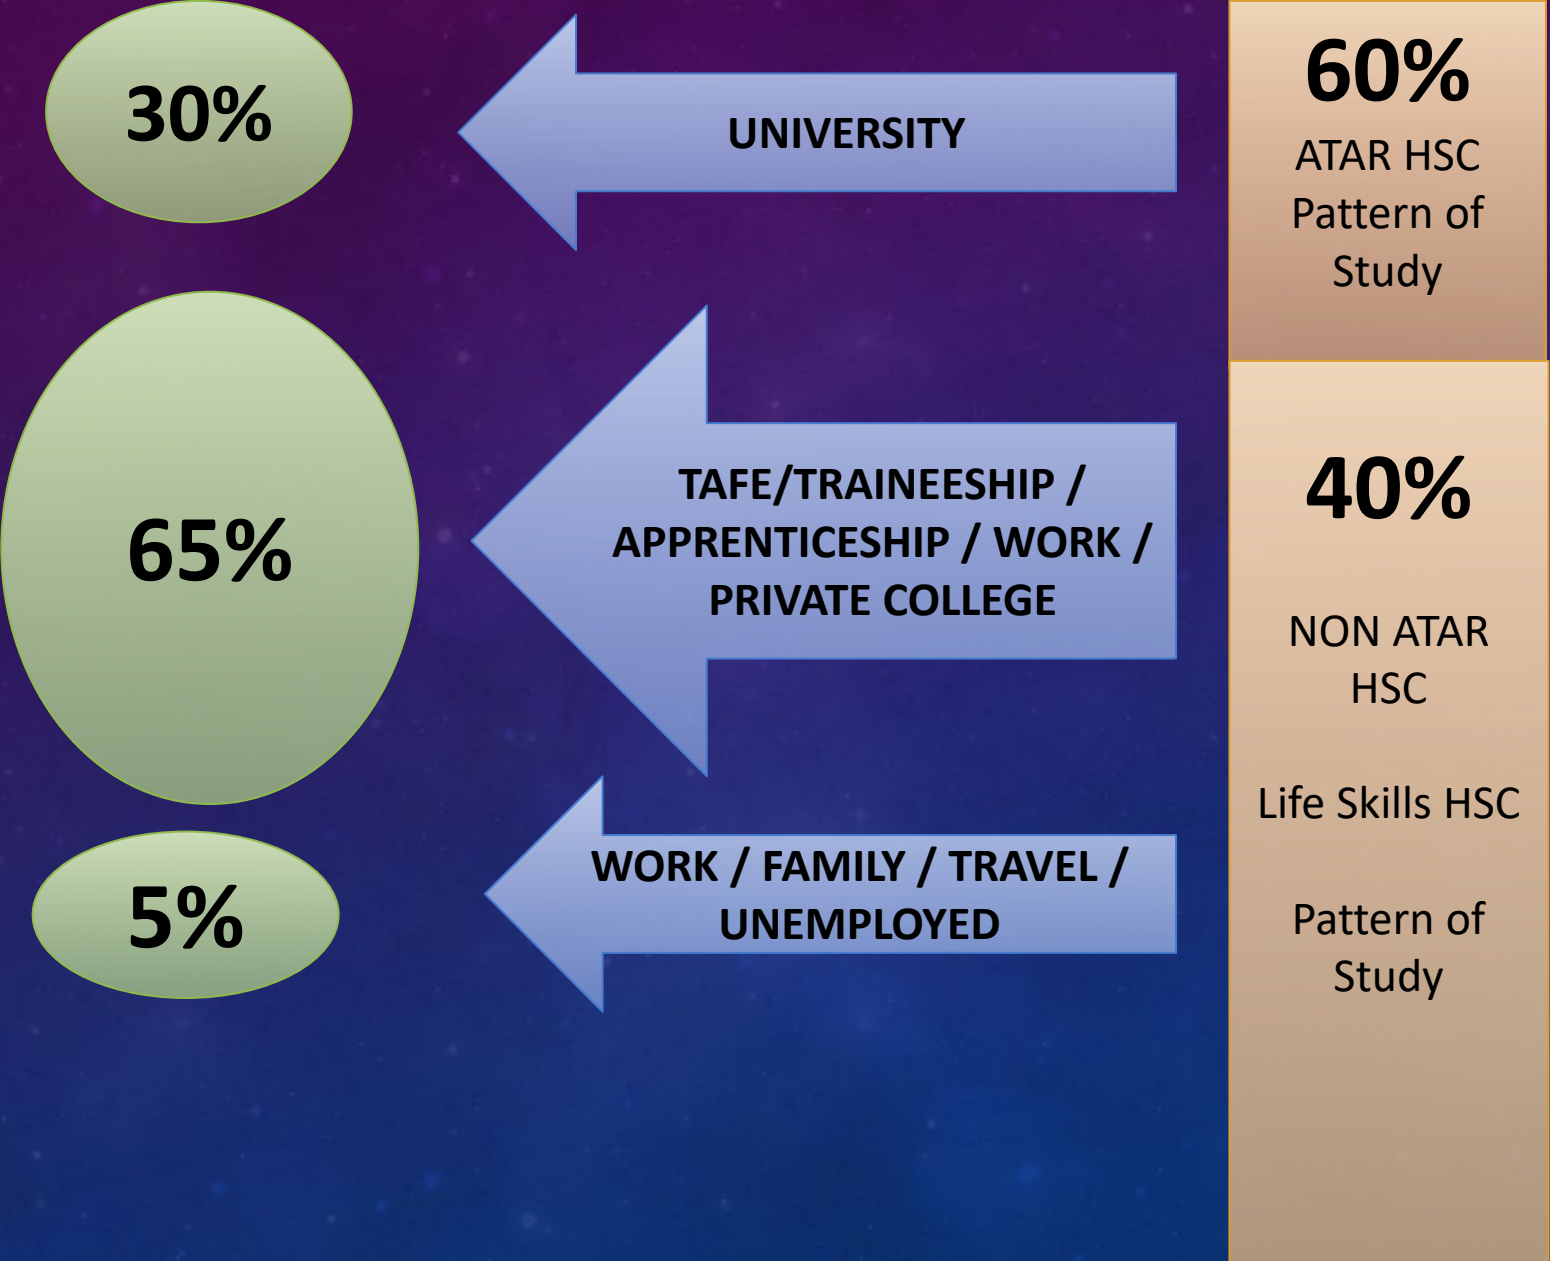 30%
UNIVERSITY
60%
ATAR HSC
Pattern of
Study
65%
TAFE/TRAINEESHIP /
APPRENTICESHIP / WORK /
PRIVATE COLLEGE
40%
NON ATAR
HSC
Life Skills HSC
Pattern of
Study
5%
WORK / FAMILY / TRAVEL /
UNEMPLOYED